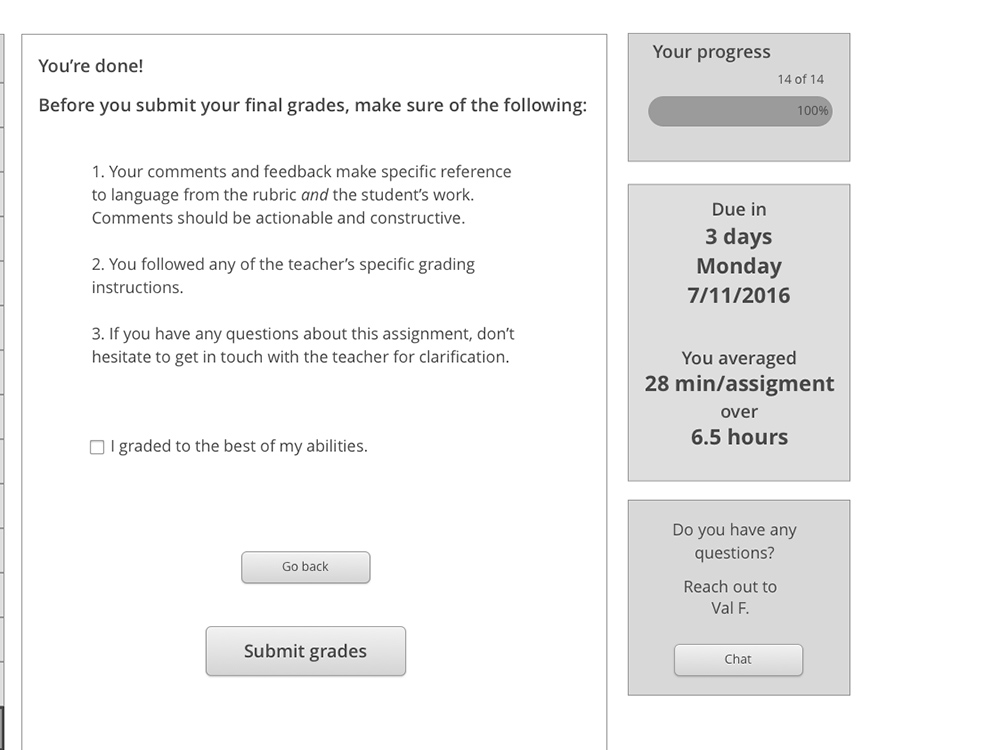 You’re done!
Before you submit your final grades, make sure of the following:
1. Your comments and feedback make specific reference
to language from the rubric and the student’s work.
Comments should be actionable and constructive.
2. You followed any of the teacher’s specific grading
instructions.
3. If you have any questions about this assignment, don’t
hesitate to get in touch with the teacher for clarification.
I graded to the best of my abilities.
Go back
Submit grades
Your progress
14 of 14
100%
Due in
3 days
Monday
7/11/2016
You averaged
28 min/assigment
over
6.5 hours
Do you have any
questions?
Reach out to
Val F.
Chat